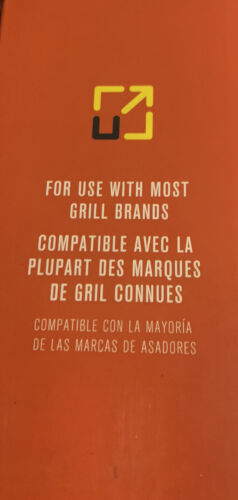 FOR USE WITH MOST
GRILL BRANDS
COMPATIBLE AVEC LA
PLUPART DES MARQUES
DE GRIL CONNUES
COMPATIBLE CON LA MAYORÍA
DE LAS MARCAS DE ASADORES